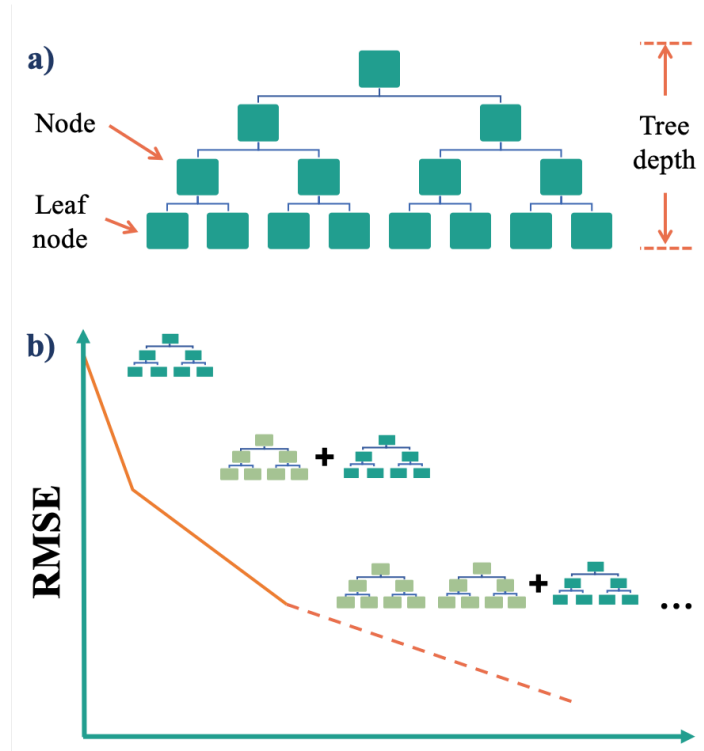 a)
Node
Leaf
node
Tree
depth
b)
RMSE
+
+
...